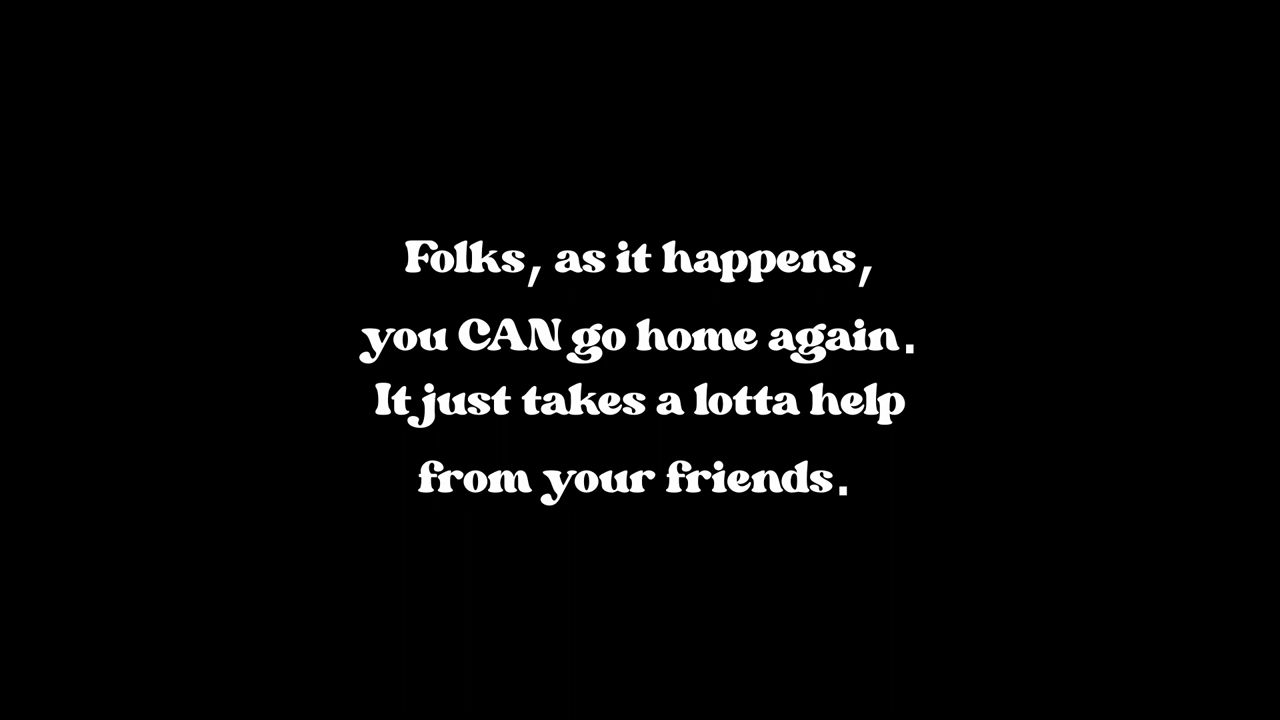 Folks, as it happens,
you CAN go home again.
It just takes a lotta help
from your friends.